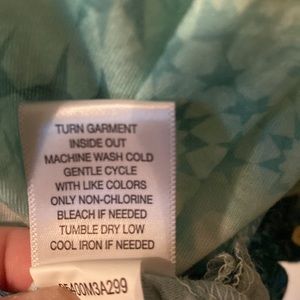 TURN GARMENT
INSIDE OUT
MACHINE WASH COLD
GENTLE CYCLE
WITH LIKE COLORS
ONLY NON-CHLORINE
BLEACH IF NEEDED
TUMBLE DRY LOW
COOL IRON IF NEEDED